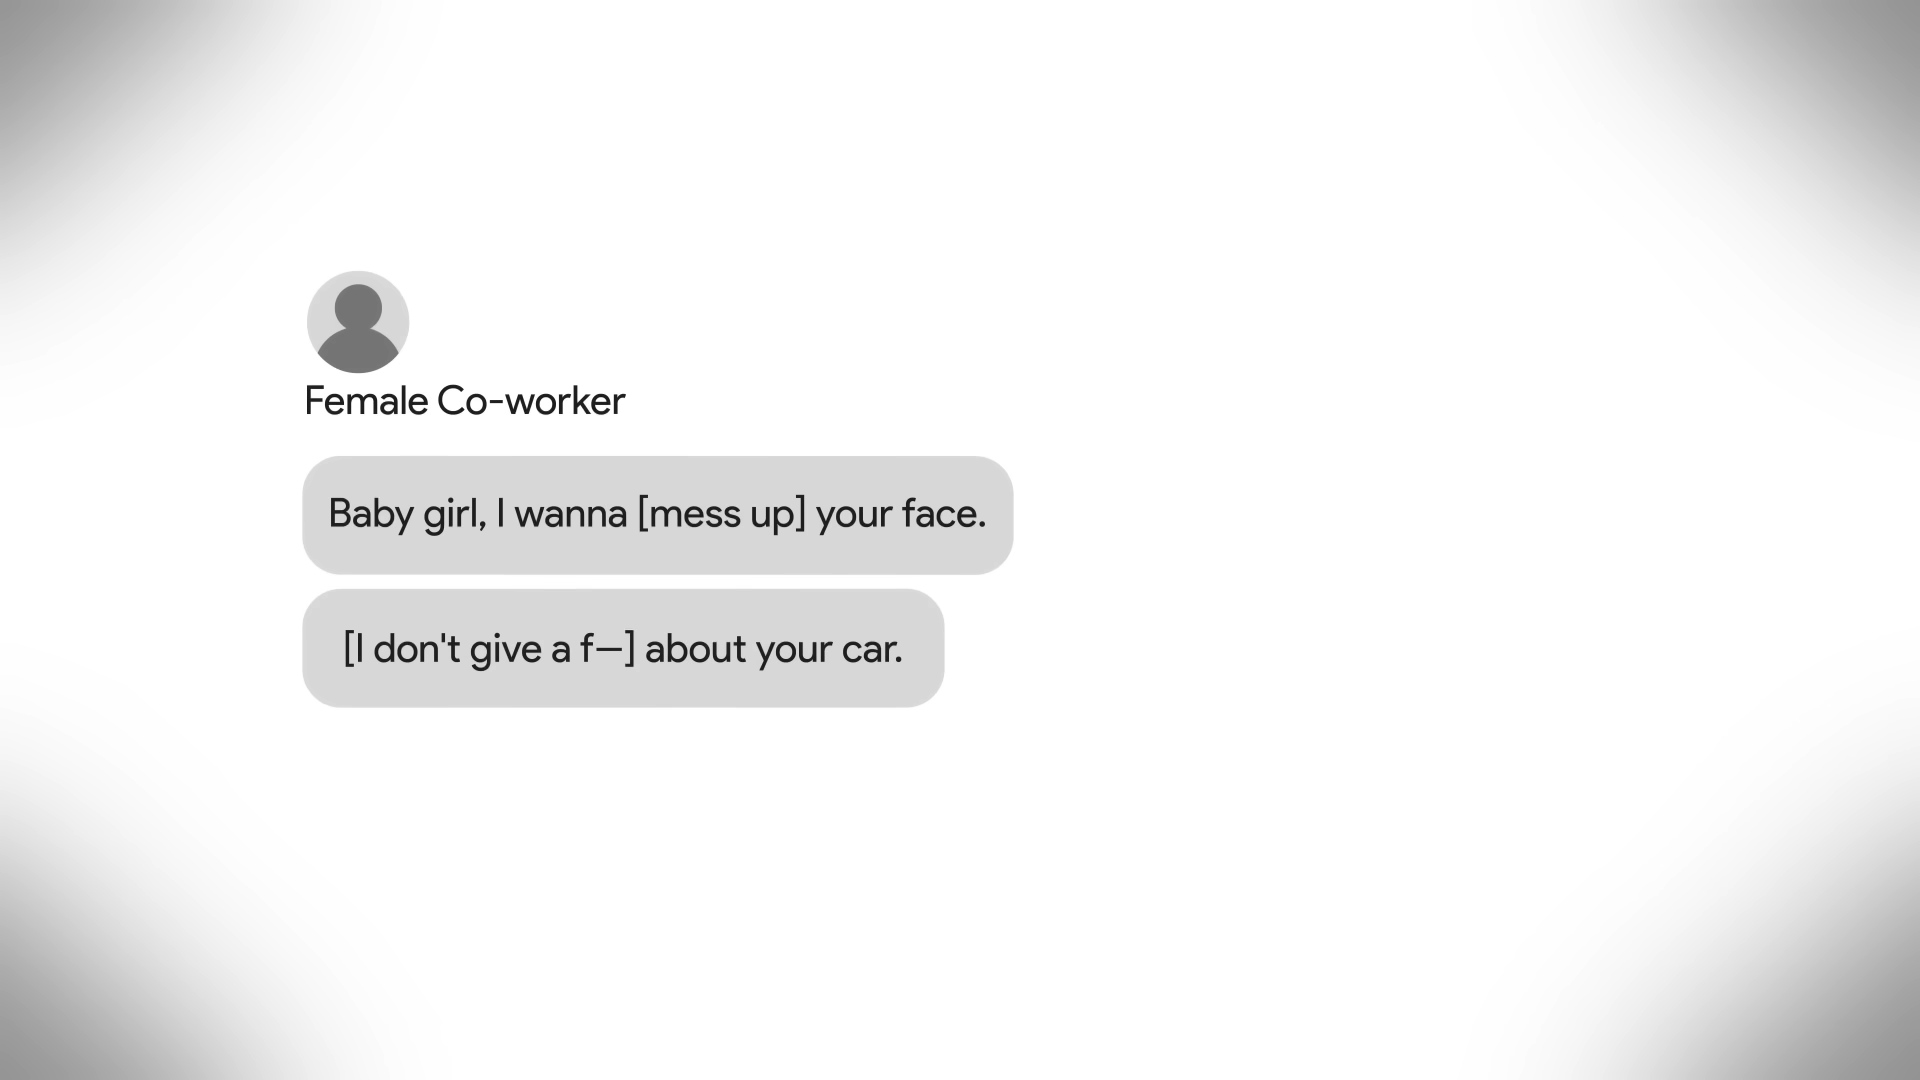 Female Co-worker
Baby girl, I wanna [mess up] your face.
[I don't give a f—] about your car.